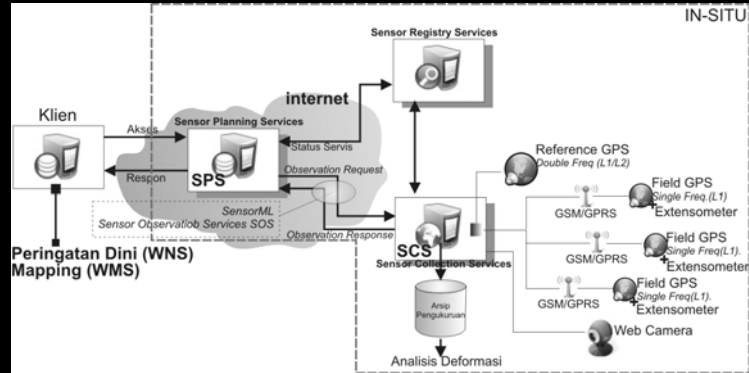 IN-SITU
Sensor Registry Services
internet
Klien
Akses
Sensor Planning Services
SPS
Status Servis
Respon
Observation Request
SensorML
Sensor Observatiob Services SOS
Observation Response
SCS
Sensor Collection Services
Peringatan Dini (WNS)
Mapping (WMS)
Reference GPS
Double Freq (L1/L2)
GSM/GPRS
Field GPS
Single Freq.(L1)
+Extensometer
GSM/GPRS
Field GPS
Single Freq(L1).
+Extensometer
GSM/GPRS
Field GPS
Single Freq(L1).
+Extensometer
Web Camera
Arsip
Pengukuruan
Analisis Deformasi